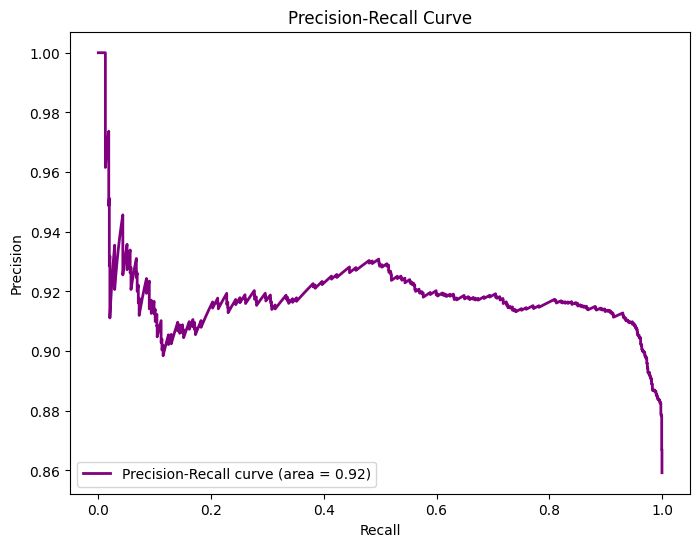 Precision-Recall Curve
1.00
0.98
0.96
0.94
0.92
0.90
0.88
0.86
Precision
Precision-Recall curve (area = 0.92)
0.0 0.2 0.4 0.6 0.8 1.0
Recall